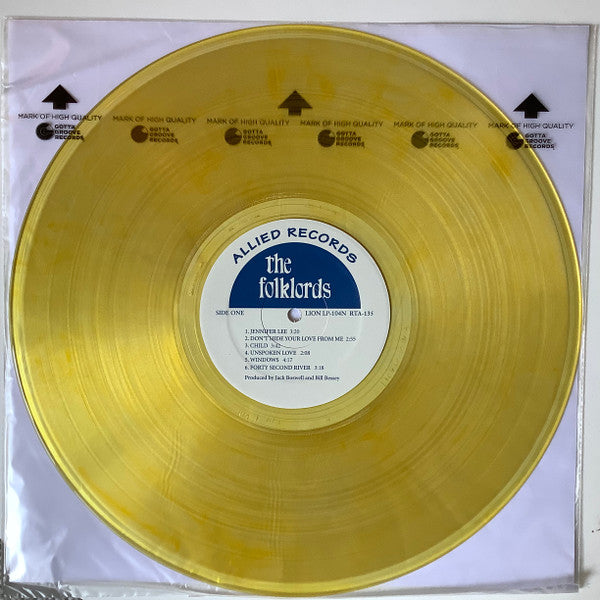 MARK OF HIGH QUALITY
GOTTA
GROOVE
RECORDS
MARK OF HIGH QUALITY
GOTTA
GROOVE
RECORDS
MARK OF HIGH QUALITY
GOTTA
GROOVE
RECORDS
MARK OF HIGH QUALITY
GOTTA
GROOVE
RECORDS
MARK OF HIGH QUALITY
GOTTA
GROOVE
RECORDS
MARK OF HIGH QUALITY
GOTTA
GROOVE
RECORDS
ALLIED RECORDS
the
folklords
SIDE ONE
LION LP-104N RTA-135
1. JENNIFER LEE 3:20
2. DON'T HIDE YOUR LOVE FROM ME 2:55
3. CHILD 3:42
4. UNSPOKEN LOVE 2:08
5. WINDOWS 4:17
6. FORTY SECOND RIVER 3:18
Produced by Jack Boswell and Bill Bessey